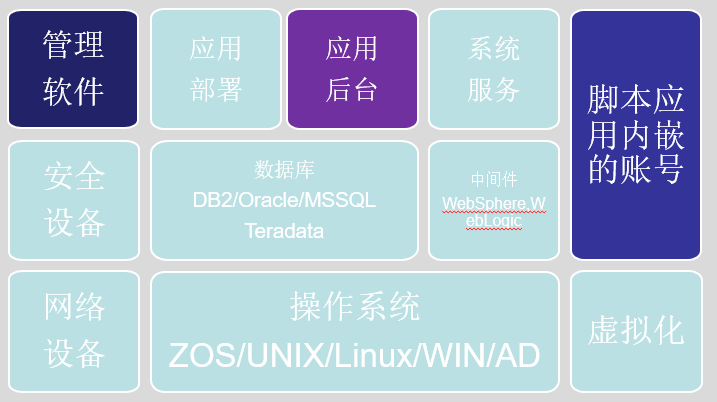 管理
软件
应用
部署
应用
后台
系统
服务
脚本应
用内嵌
的账号
安全
设备
数据库
DB2/Oracle/MSSQL
Teradata
中间件
WebSphere,W
ebLogic
网络
设备
操作系统
ZOS/UNIX/Linux/WIN/AD
虚拟化